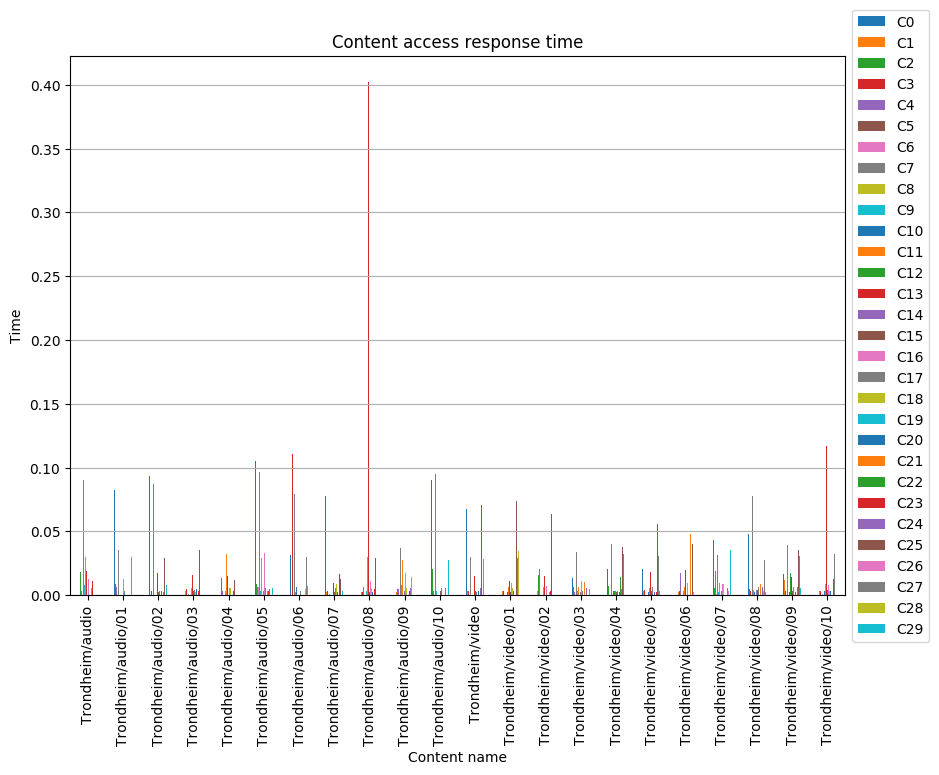 Content access response time
Time
0.40
0.35
0.30
0.25
0.20
0.15
0.10
0.05
0.00
Trondheim/audio
Trondheim/audio/01
Trondheim/audio/02
Trondheim/audio/03
Trondheim/audio/04
Trondheim/audio/05
Trondheim/audio/06
Trondheim/audio/07
Trondheim/audio/08
Trondheim/audio/09
Trondheim/audio/10
Trondheim/video
Trondheim/video/01
Trondheim/video/02
Trondheim/video/03
Trondheim/video/04
Trondheim/video/05
Trondheim/video/06
Trondheim/video/07
Trondheim/video/08
Trondheim/video/09
Trondheim/video/10
Content name
C0
C1
C2
C3
C4
C5
C6
C7
C8
C9
C10
C11
C12
C13
C14
C15
C16
C17
C18
C19
C20
C21
C22
C23
C24
C25
C26
C27
C28
C29